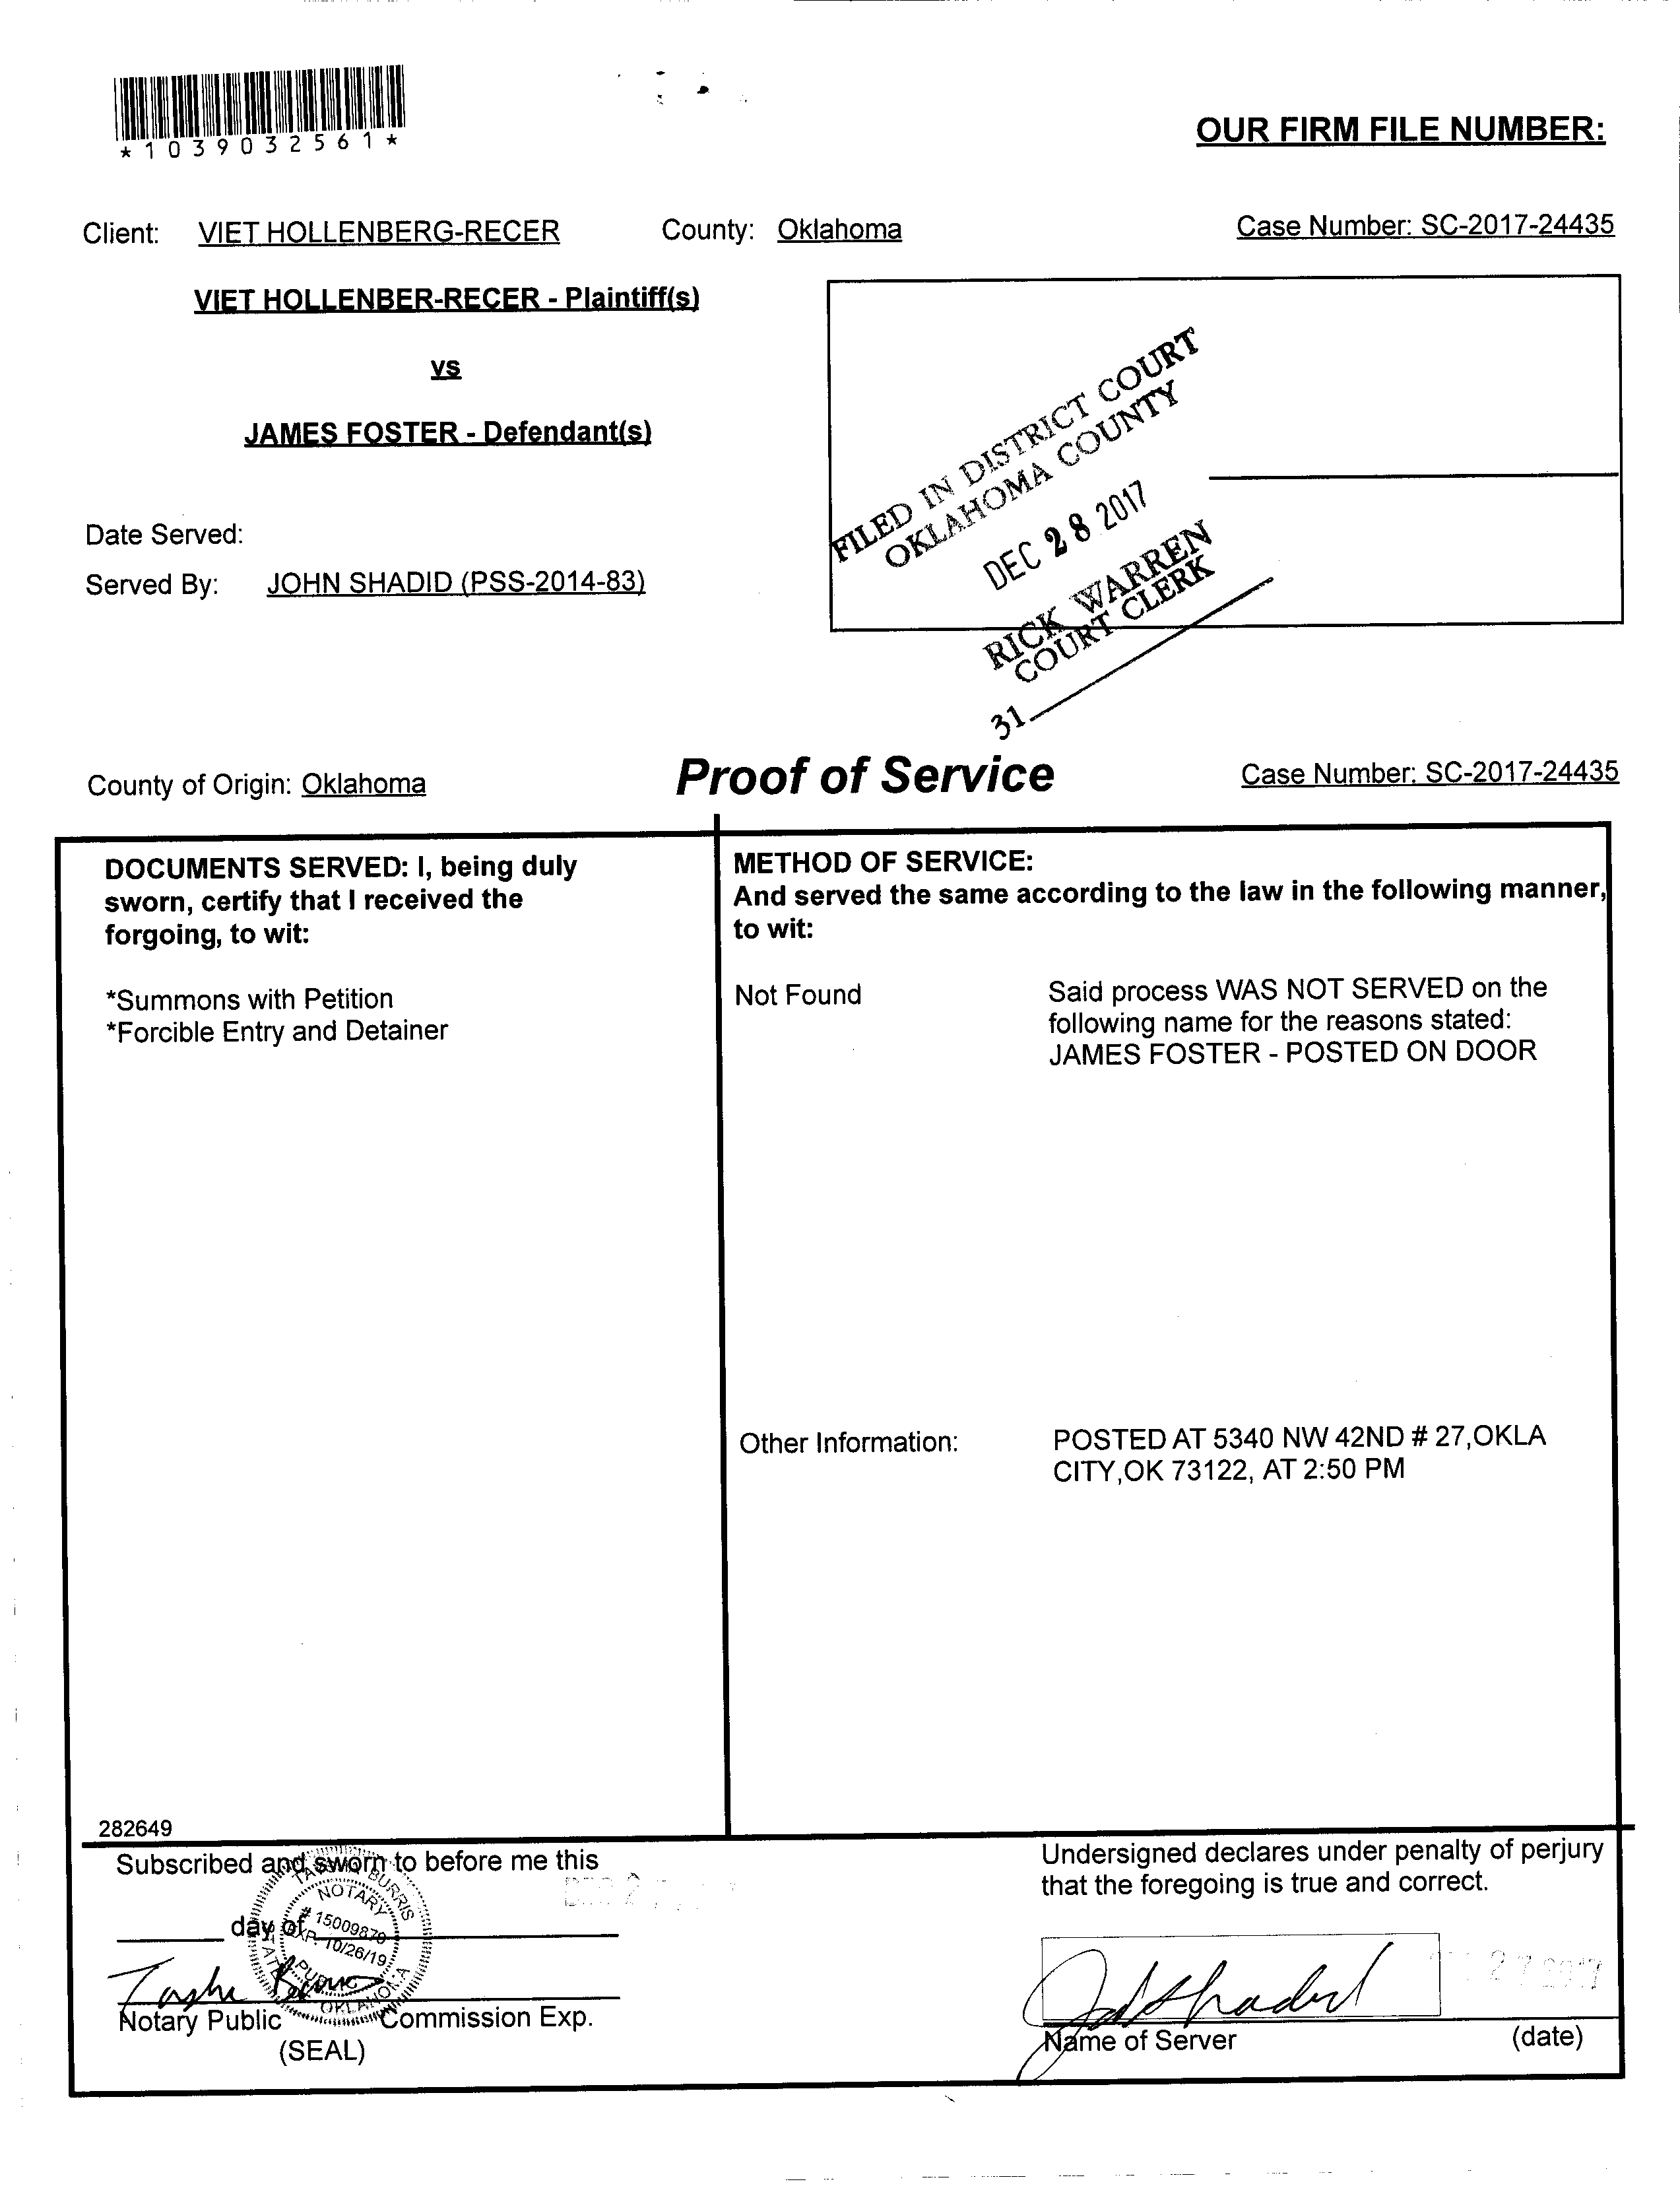 *1039032561*
OUR FIRM FILE NUMBER:
Client: VIET HOLLENBERG-RECER County: Oklahoma Case Number: SC-2017-24435
VIET HOLLENBER-RECER - Plaintiff(s)
vs
JAMES FOSTER - Defendant(s)
FILED IN DISTRICT COURT
OKLAHOMA COUNTY
DEC 28 2017
RICK WARREN
COURT CLERK
31
Date Served:
Served By: JOHN SHADID (PSS-2014-83)
County of Origin: Oklahoma Proof of Service Case Number: SC-2017-24435
DOCUMENTS SERVED: I, being duly
sworn, certify that I received the
forgoing, to wit:
*Summons with Petition
*Forcible Entry and Detainer
METHOD OF SERVICE:
And served the same according to the law in the following manner,
to wit:
Not Found Said process WAS NOT SERVED on the
following name for the reasons stated:
JAMES FOSTER - POSTED ON DOOR
Other Information: POSTED AT 5340 NW 42ND # 27,OKLA
CITY,OK 73122, AT 2:50 PM
282649
Subscribed and sworn to before me this
day of
BURRIS
NOTARY
# 15009870
EXP. 10/26/19
PUBLIC
OKLAHOMA
Notary Public Commission Exp.
(SEAL)
Undersigned declares under penalty of perjury
that the foregoing is true and correct.
27 2017
Name of Server (date)